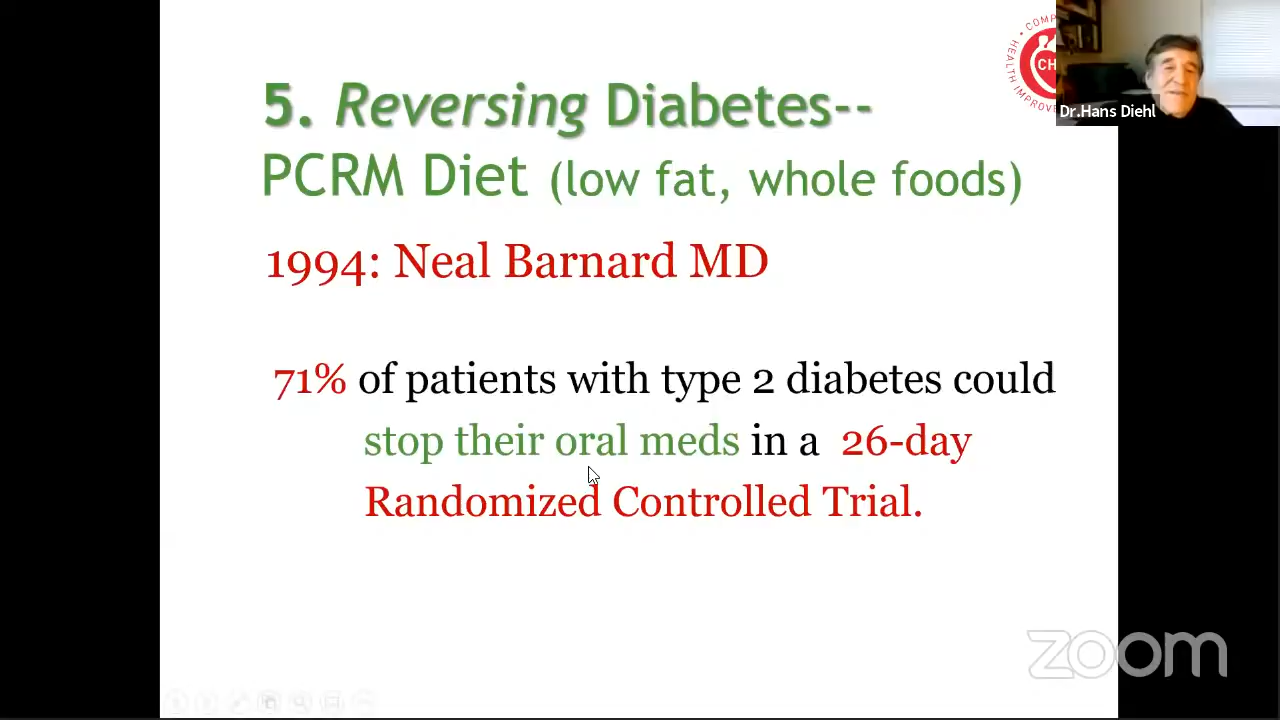 5. Reversing Diabetes--
PCRM Diet (low fat, whole foods)
1994: Neal Barnard MD
71% of patients with type 2 diabetes could
stop their oral meds in a 26-day
Randomized Controlled Trial.
Dr.Hans Diehl
CH
zoom